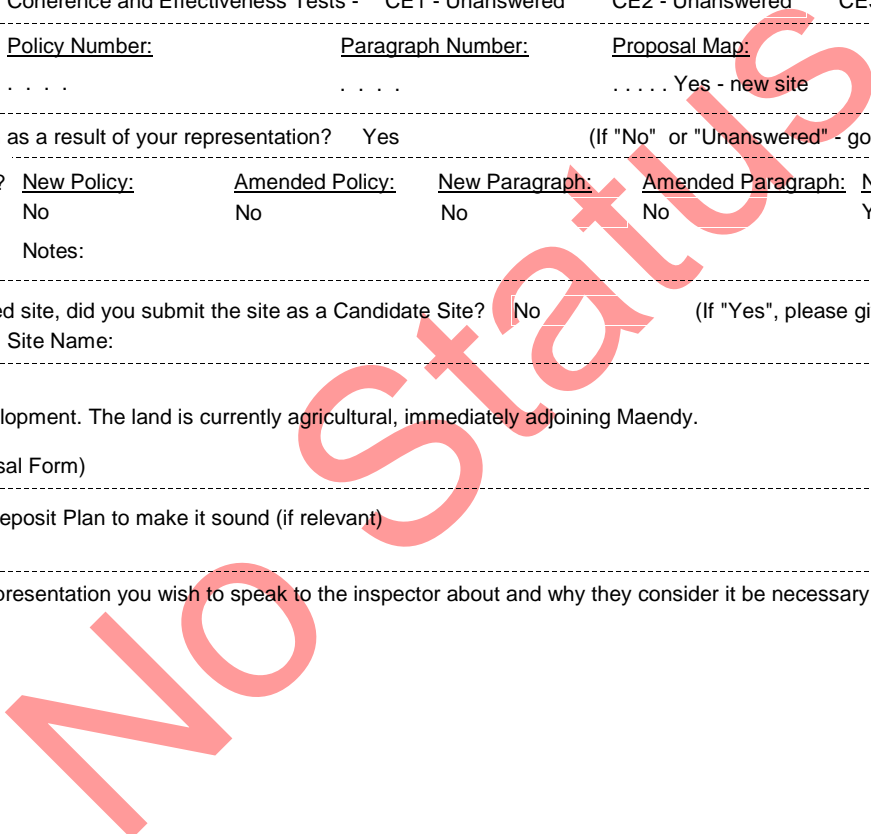 Coherence and Effectiveness Tests - CE1 - Unanswered CE2 - Unanswered
Policy Number: Paragraph Number: Proposal Map:
. . . . . . . . . . . . . Yes - new site
as a result of your representation? Yes (If "No" or "Unanswered" - go
? New Policy: Amended Policy: New Paragraph: Amended Paragraph:
No No No No
Notes:
ed site, did you submit the site as a Candidate Site? No (If "Yes", please gi
Site Name:
lopment. The land is currently agricultural, immediately adjoining Maendy.
sal Form)
eposit Plan to make it sound (if relevant)
presentation you wish to speak to the inspector about and why they consider it be necessary
No Status